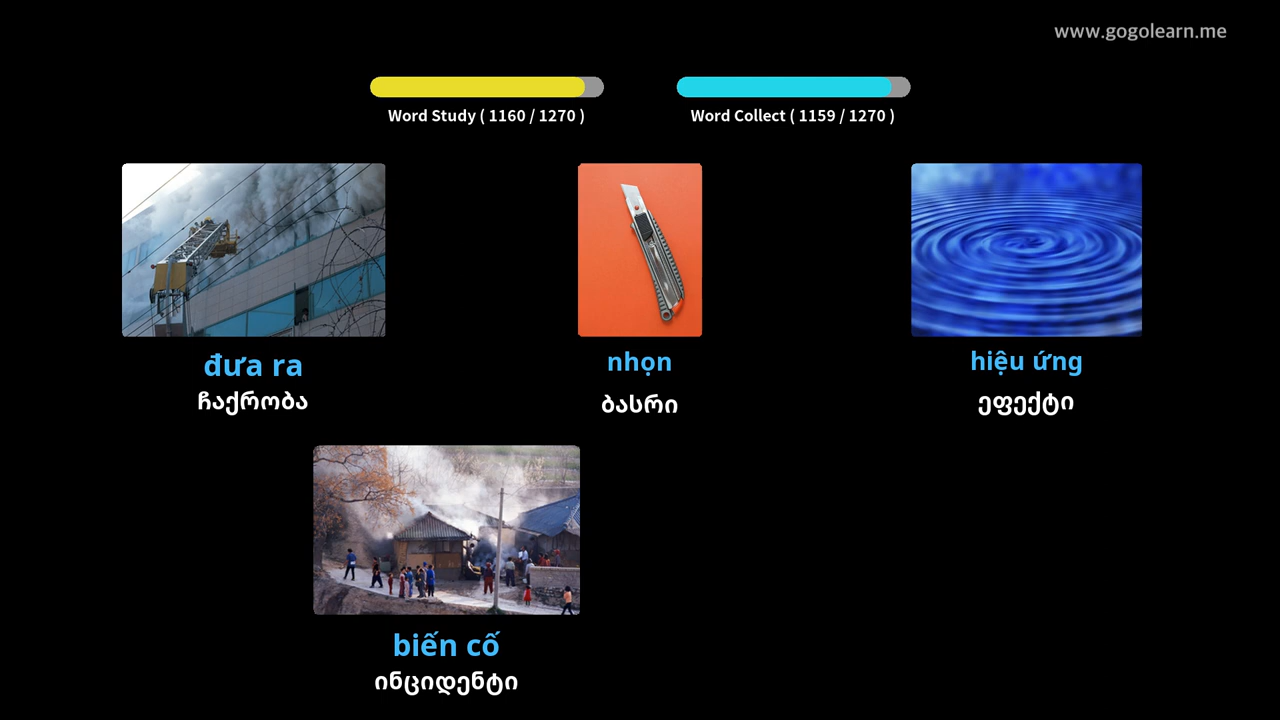 www.gogolearn.me
Word Study ( 1160 / 1270 )
Word Collect ( 1159 / 1270 )
đưa ra
ჩაქრობა
nhọn
ბასრი
hiệu ứng
ეფექტი
biến cố
ინციდენტი